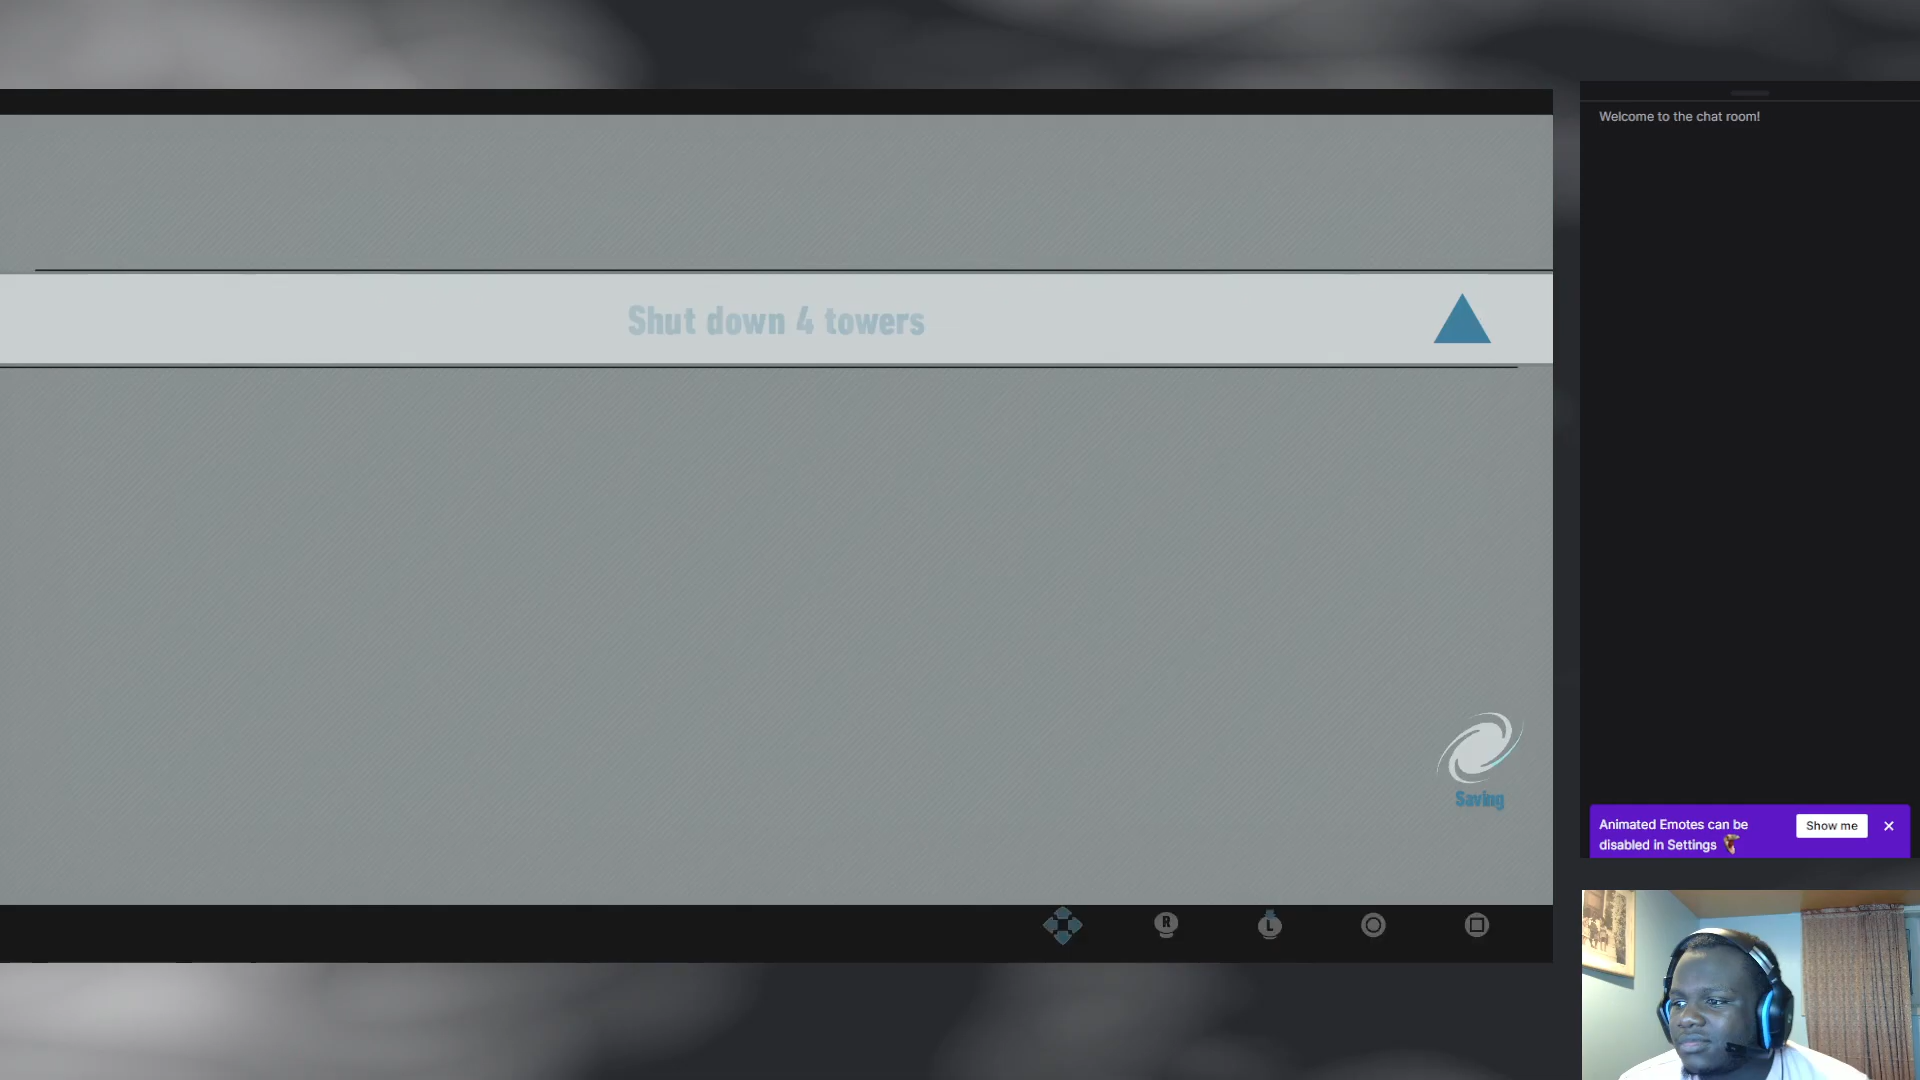 Welcome to the chat room!
Shut down 4 towers
Saving
Animated Emotes can be
disabled in Settings
Show me
R
L